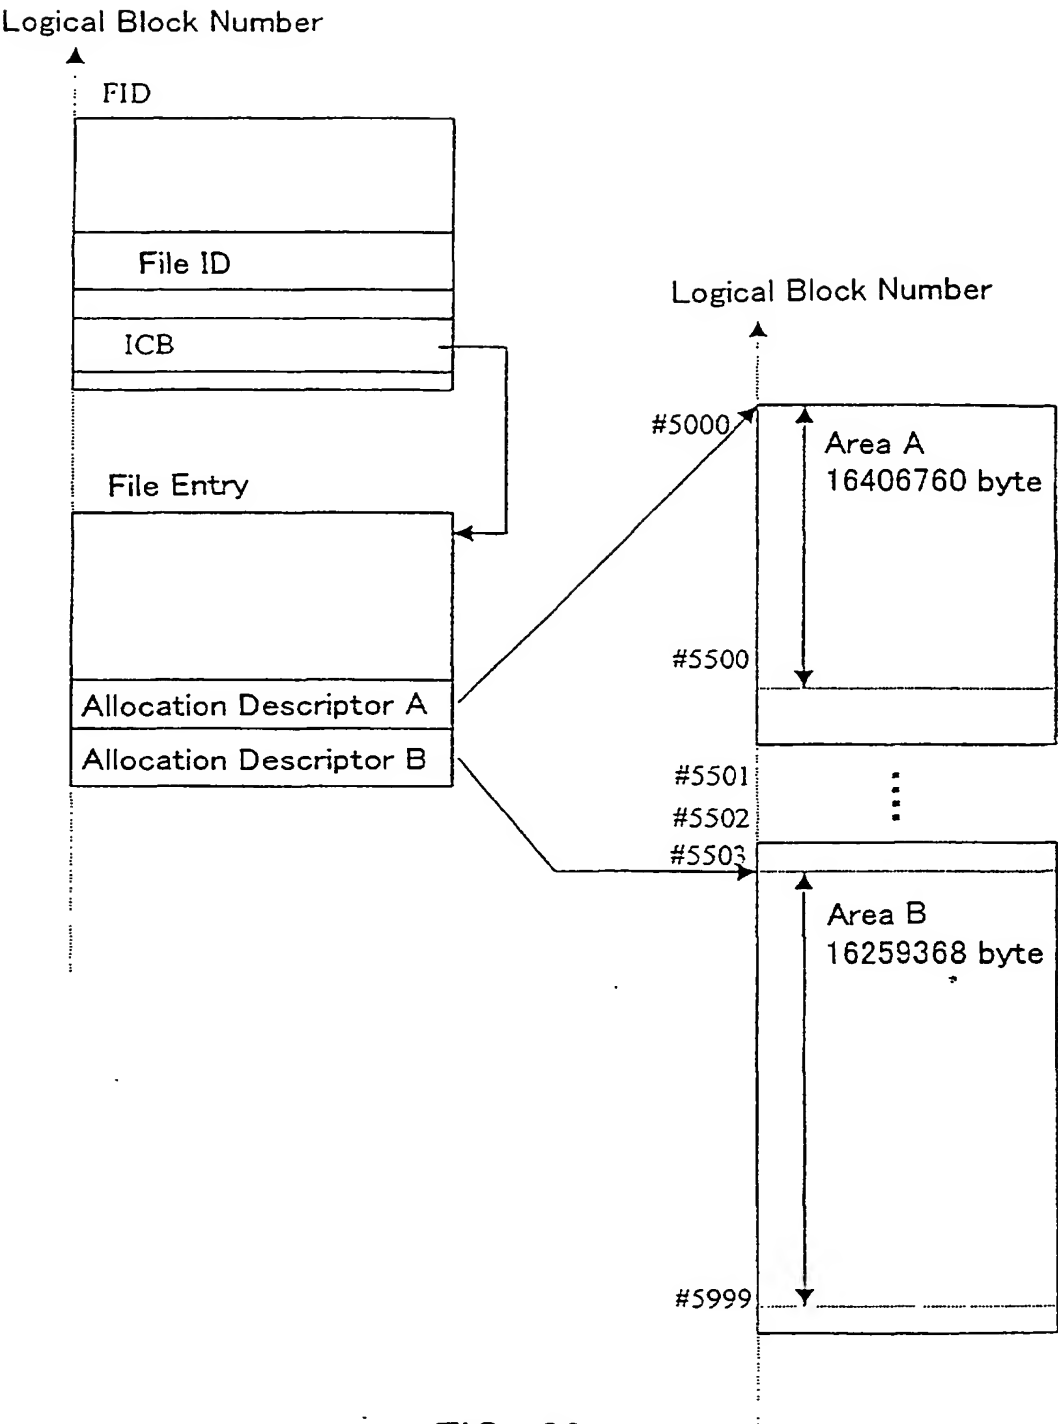 Logical Block Number
FID
File ID
ICB
File Entry
Allocation Descriptor A
Allocation Descriptor B
Logical Block Number
#5000
Area A
16406760 byte
#5500
#5501
#5502
#5503
Area B
16259368 byte
#5999